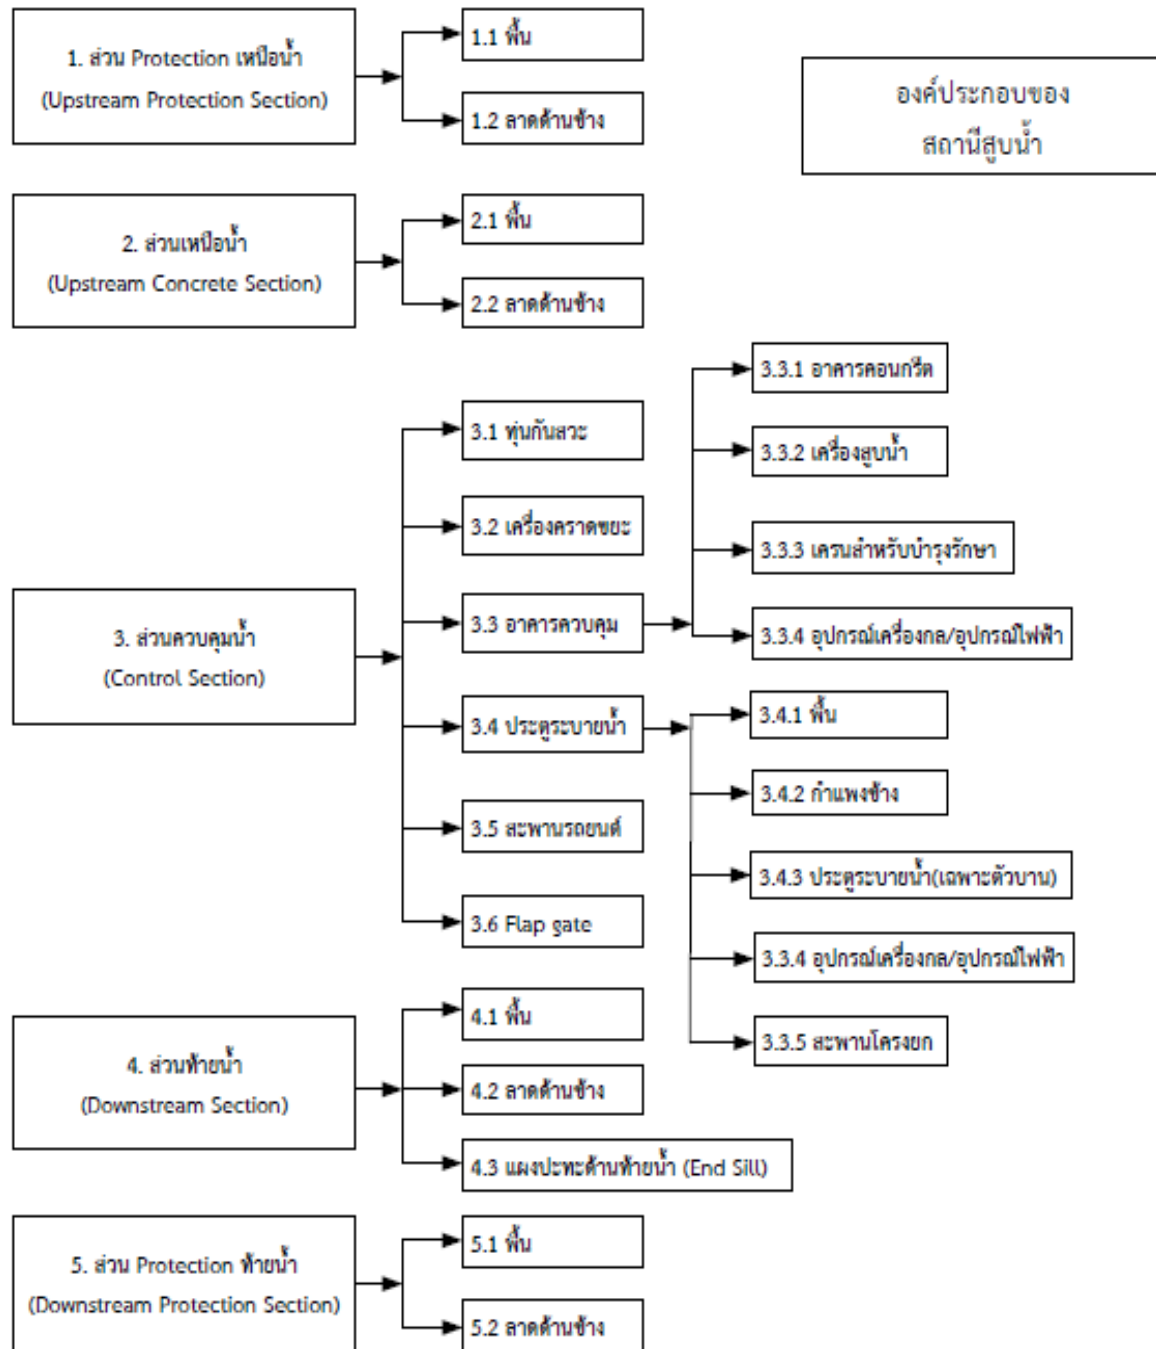 องค์ประกอบของ
สถานีสูบน้ำ
1. ส่วน Protection เหนือน้ำ
(Upstream Protection Section)
1.1 พื้น
1.2 ลาดด้านข้าง
2. ส่วนเหนือน้ำ
(Upstream Concrete Section)
2.1 พื้น
2.2 ลาดด้านข้าง
3. ส่วนควบคุมน้ำ
(Control Section)
3.1 ทุ่นกันสวะ
3.2 เครื่องคราดขยะ
3.3 อาคารควบคุม
3.3.1 อาคารคอนกรีต
3.3.2 เครื่องสูบน้ำ
3.3.3 เครนสำหรับบำรุงรักษา
3.3.4 อุปกรณ์เครื่องกล/อุปกรณ์ไฟฟ้า
3.4 ประตูระบายน้ำ
3.4.1 พื้น
3.4.2 กำแพงข้าง
3.4.3 ประตูระบายน้ำ(เฉพาะตัวบาน)
3.3.4 อุปกรณ์เครื่องกล/อุปกรณ์ไฟฟ้า
3.3.5 สะพานโครงยก
3.5 สะพานรถยนต์
3.6 Flap gate
4. ส่วนท้ายน้ำ
(Downstream Section)
4.1 พื้น
4.2 ลาดด้านข้าง
4.3 แผงปะทะด้านท้ายน้ำ (End Sill)
5. ส่วน Protection ท้ายน้ำ
(Downstream Protection Section)
5.1 พื้น
5.2 ลาดด้านข้าง